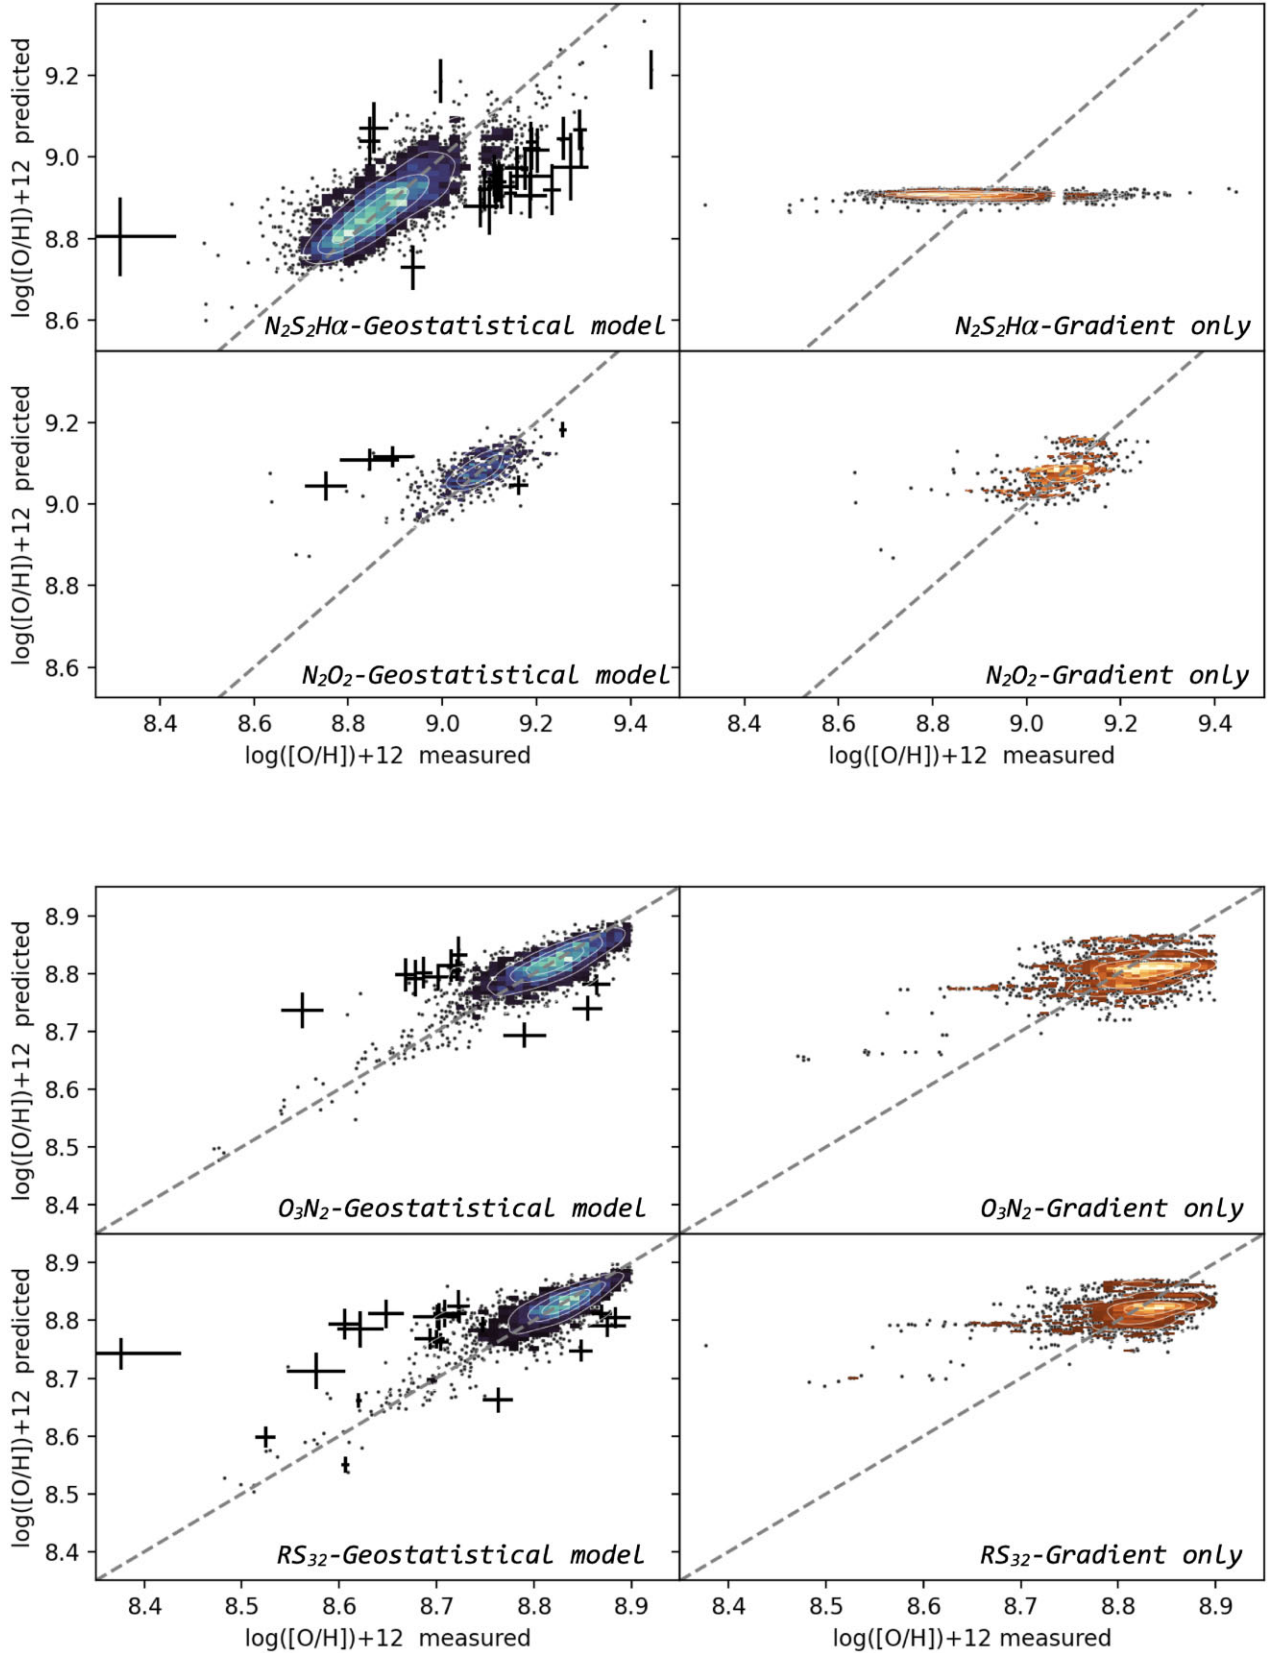 9.2
9.0
8.8
8.6
log([O/H])+12 predicted
N₂S₂Hα-Geostatistical model
N₂S₂Hα-Gradient only
9.2
9.0
8.8
8.6
log([O/H])+12 predicted
N₂O₂-Geostatistical model
N₂O₂-Gradient only
8.4 8.6 8.8 9.0 9.2 9.4
8.4 8.6 8.8 9.0 9.2 9.4
log([O/H])+12 measured
log([O/H])+12 measured
8.9
8.8
8.7
8.6
8.5
8.4
log([O/H])+12 predicted
O₃N₂-Geostatistical model
O₃N₂-Gradient only
8.9
8.8
8.7
8.6
8.5
8.4
log([O/H])+12 predicted
RS₃₂-Geostatistical model
RS₃₂-Gradient only
8.4 8.5 8.6 8.7 8.8 8.9
8.4 8.5 8.6 8.7 8.8 8.9
log([O/H])+12 measured
log([O/H])+12 measured